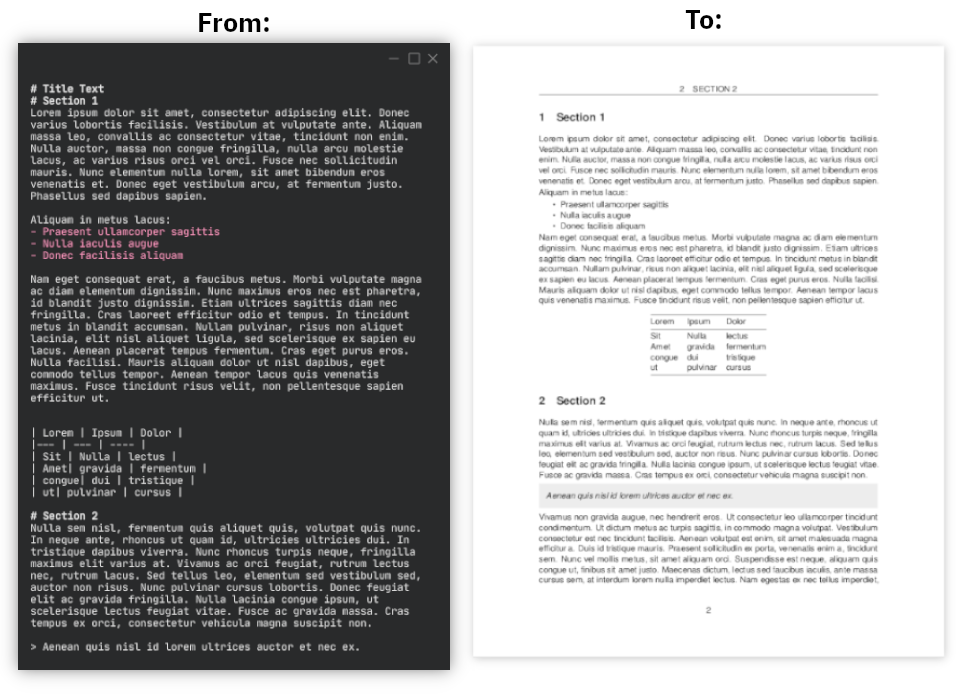 From:
To:
# Title Text
# Section 1
Lorem ipsum dolor sit amet, consectetur adipiscing elit. Donec
varius lobortis facilisis. Vestibulum at vulputate ante. Aliquam
massa leo, convallis ac consectetur vitae, tincidunt non enim.
Nulla auctor, massa non congue fringilla, nulla arcu molestie
lacus, ac varius risus orci vel orci. Fusce nec sollicitudin
mauris. Nunc elementum nulla lorem, sit amet bibendum eros
venenatis et. Donec eget vestibulum arcu, at fermentum justo.
Phasellus sed dapibus sapien.
Aliquam in metus lacus:
- Praesent ullamcorper sagittis
- Nulla iaculis augue
- Donec facilisis aliquam
Nam eget consequat erat, a faucibus metus. Morbi vulputate magna
ac diam elementum dignissim. Nunc maximus eros nec est pharetra,
id blandit justo dignissim. Etiam ultrices sagittis diam nec
fringilla. Cras laoreet efficitur odio et tempus. In tincidunt
metus in blandit accumsan. Nullam pulvinar, risus non aliquet
lacinia, elit nisl aliquet ligula, sed scelerisque ex sapien eu
lacus. Aenean placerat tempus fermentum. Cras eget purus eros.
Nulla facilisi. Mauris aliquam dolor ut nisl dapibus, eget
commodo tellus tempor. Aenean tempor lacus quis venenatis
maximus. Fusce tincidunt risus velit, non pellentesque sapien
efficitur ut.
| Lorem | Ipsum | Dolor |
|--- | --- | ---- |
| Sit | Nulla | lectus |
| Amet| gravida | fermentum |
| congue| dui | tristique |
| ut| pulvinar | cursus |
# Section 2
Nulla sem nisl, fermentum quis aliquet quis, volutpat quis nunc.
In neque ante, rhoncus ut quam id, ultricies ultricies dui. In
tristique dapibus viverra. Nunc rhoncus turpis neque, fringilla
maximus elit varius at. Vivamus ac orci feugiat, rutrum lectus
nec, rutrum lacus. Sed tellus leo, elementum sed vestibulum sed,
auctor non risus. Nunc pulvinar cursus lobortis. Donec feugiat
elit ac gravida fringilla. Nulla lacinia congue ipsum, ut
scelerisque lectus feugiat vitae. Fusce ac gravida massa. Cras
tempus ex orci, consectetur vehicula magna suscipit non.
> Aenean quis nisl id lorem ultrices auctor et nec ex.
2 SECTION 2
1 Section 1
Lorem ipsum dolor sit amet, consectetur adipiscing elit. Donec varius lobortis facilisis.
Vestibulum at vulputate ante. Aliquam massa leo, convallis ac consectetur vitae, tincidunt non
enim. Nulla auctor, massa non congue fringilla, nulla arcu molestie lacus, ac varius risus orci
vel orci. Fusce nec sollicitudin mauris. Nunc elementum nulla lorem, sit amet bibendum eros
venenatis et. Donec eget vestibulum arcu, at fermentum justo. Phasellus sed dapibus sapien.
Aliquam in metus lacus:
• Praesent ullamcorper sagittis
• Nulla iaculis augue
• Donec facilisis aliquam
Nam eget consequat erat, a faucibus metus. Morbi vulputate magna ac diam elementum
dignissim. Nunc maximus eros nec est pharetra, id blandit justo dignissim. Etiam ultrices
sagittis diam nec fringilla. Cras laoreet efficitur odio et tempus. In tincidunt metus in blandit
accumsan. Nullam pulvinar, risus non aliquet lacinia, elit nisl aliquet ligula, sed scelerisque
ex sapien eu lacus. Aenean placerat tempus fermentum. Cras eget purus eros. Nulla facilisi.
Mauris aliquam dolor ut nisl dapibus, eget commodo tellus tempor. Aenean tempor lacus
quis venenatis maximus. Fusce tincidunt risus velit, non pellentesque sapien efficitur ut.
Lorem Ipsum Dolor
Sit Nulla lectus
Amet gravida fermentum
congue dui tristique
ut pulvinar cursus
2 Section 2
Nulla sem nisl, fermentum quis aliquet quis, volutpat quis nunc. In neque ante, rhoncus ut
quam id, ultricies ultricies dui. In tristique dapibus viverra. Nunc rhoncus turpis neque, fringilla
maximus elit varius at. Vivamus ac orci feugiat, rutrum lectus nec, rutrum lacus. Sed tellus
leo, elementum sed vestibulum sed, auctor non risus. Nunc pulvinar cursus lobortis. Donec
feugiat elit ac gravida fringilla. Nulla lacinia congue ipsum, ut scelerisque lectus feugiat vitae.
Fusce ac gravida massa. Cras tempus ex orci, consectetur vehicula magna suscipit non.
Aenean quis nisl id lorem ultrices auctor et nec ex.
Vivamus non gravida augue, nec hendrerit eros. Ut consectetur leo ullamcorper tincidunt
condimentum. Ut dictum metus ac turpis sagittis, in commodo magna volutpat. Vestibulum
consectetur est nec tincidunt facilisis. Aenean volutpat est enim, sit amet malesuada magna
efficitur a. Duis id tristique mauris. Praesent sollicitudin ex porta, venenatis enim a, tincidunt
sem. Nunc vel mollis metus, sit amet aliquam orci. Suspendisse est neque, aliquam quis
congue ut, finibus sit amet justo. Maecenas dictum, lectus sed faucibus iaculis, ante massa
cursus sem, at interdum lorem nulla imperdiet lectus. Nam egestas ex nec tellus imperdiet,
2